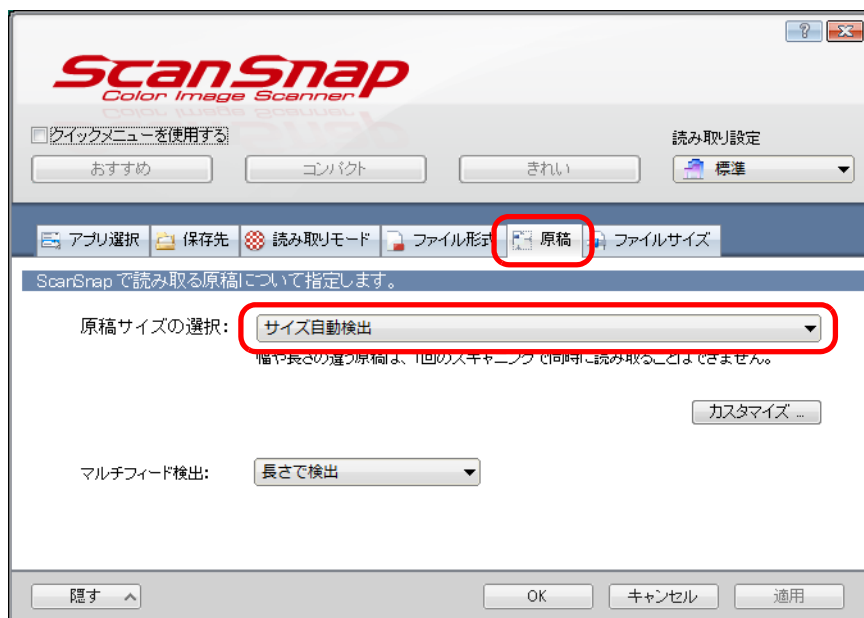 ScanSnap
Color Image Scanner
クイックメニューを使用する
読み取り設定
おすすめ
コンパクト
きれい
標準
アプリ選択
保存先
読み取りモード
ファイル形式
原稿
ファイルサイズ
ScanSnap で読み取る原稿について指定します。
原稿サイズの選択:
サイズ自動検出
幅や長さの違う原稿は、1回のスキャニングで同時に読み取ることはできません。
カスタマイズ ...
マルチフィード検出:
長さで検出
隠す
OK
キャンセル
適用